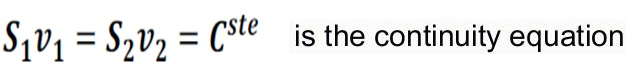 S₁v₁ = S₂v₂ = Cˢᵗᵉ is the continuity equation